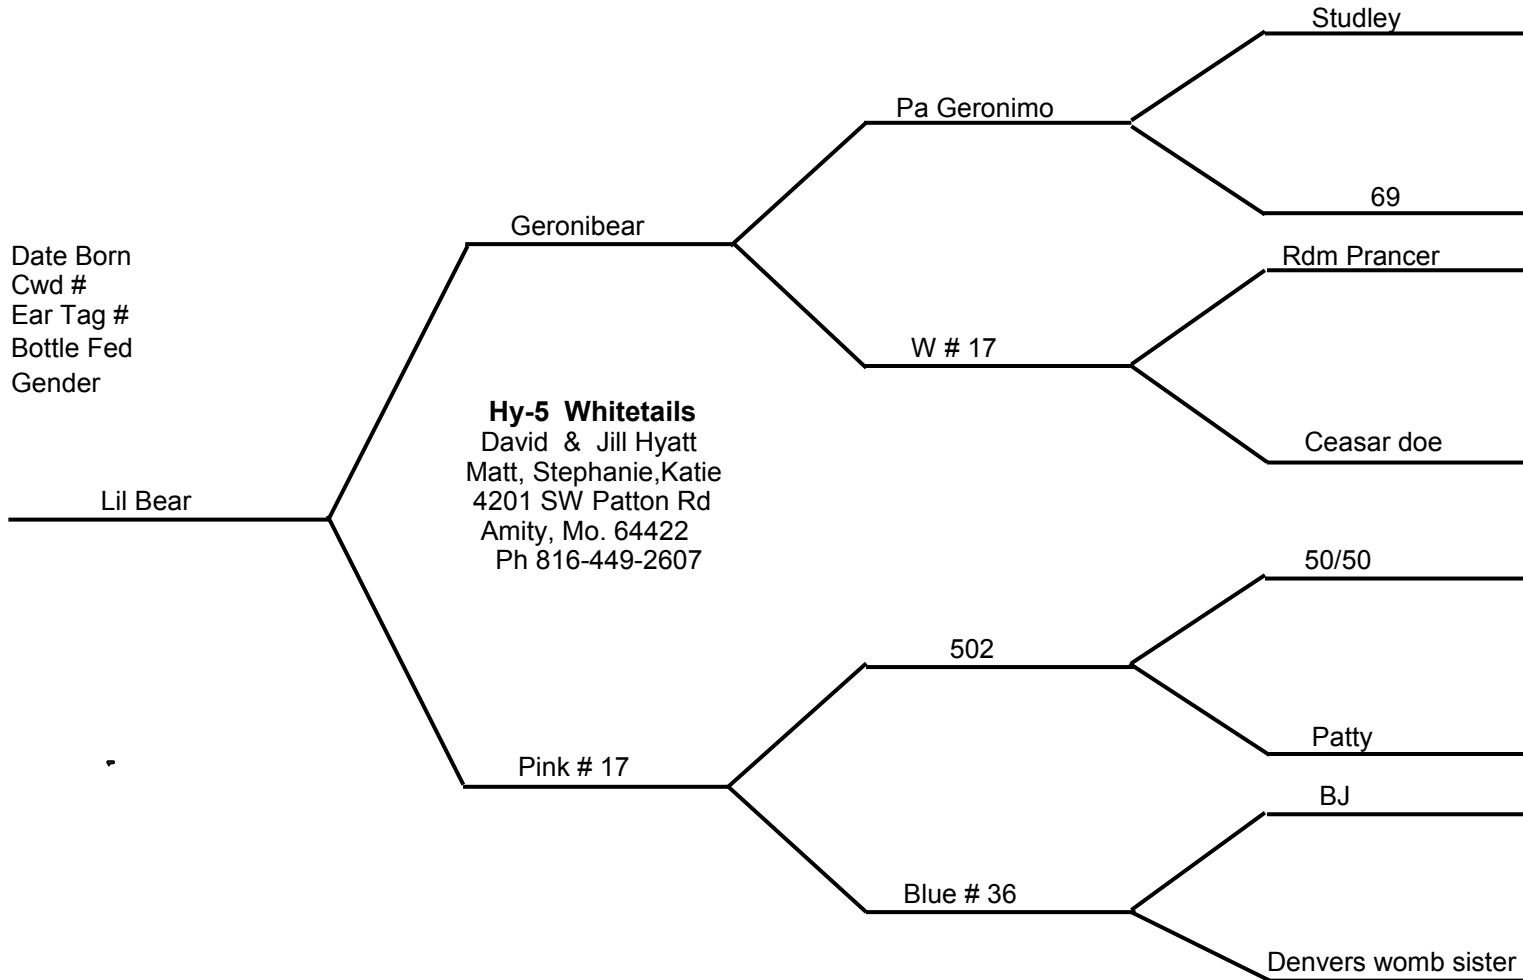 Studley
Pa Geronimo
69
Geronibear
Date Born
Cwd #
Ear Tag #
Bottle Fed
Gender
Rdm Prancer
W # 17
Ceasar doe
Hy-5 Whitetails
David & Jill Hyatt
Matt, Stephanie,Katie
4201 SW Patton Rd
Amity, Mo. 64422
Ph 816-449-2607
Lil Bear
50/50
502
Patty
Pink # 17
BJ
Blue # 36
Denvers womb sister